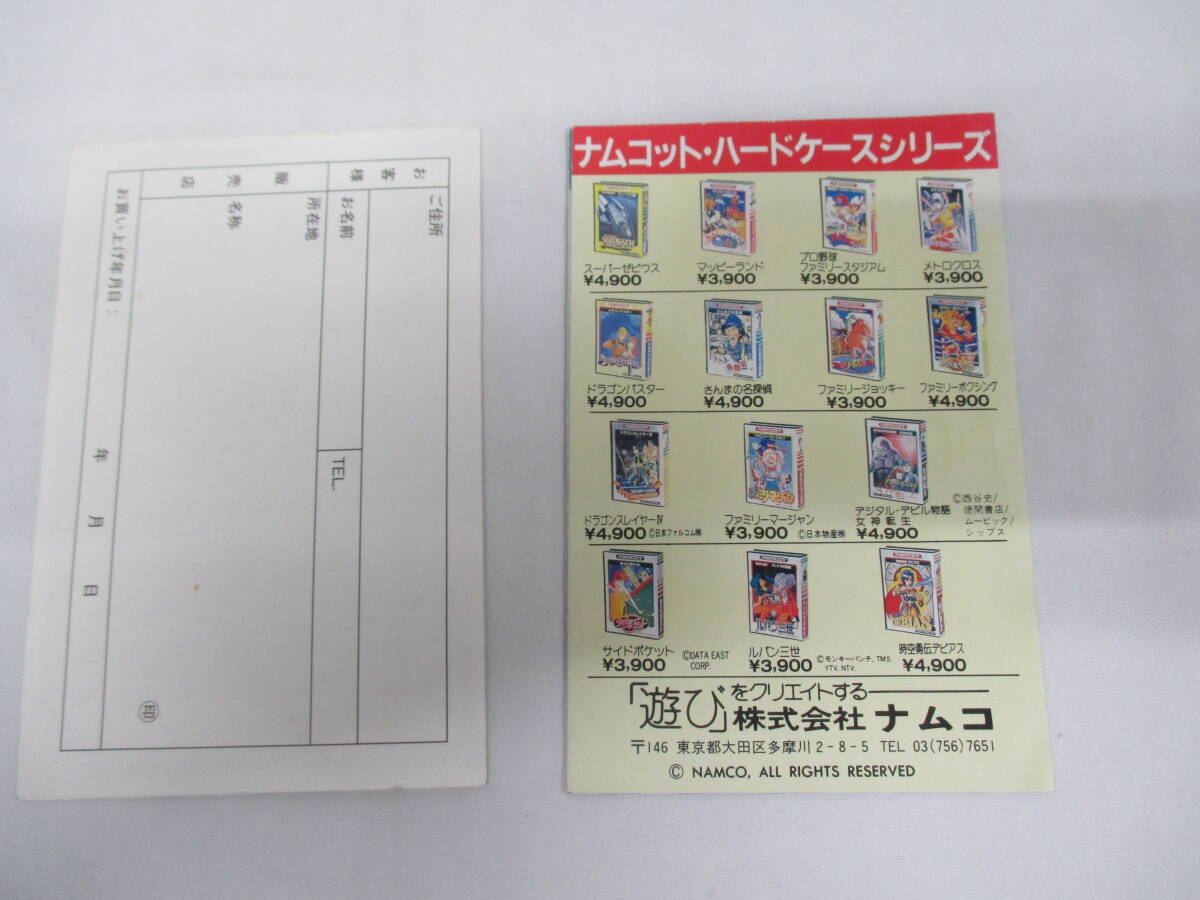 お客様
ご住所
お名前
TEL.
販売店
所在地
名称
印
お買い上げ年月日：
年 月 日
ナムコット・ハードケースシリーズ
スーパーゼビウス
¥4,900
マッピーランド
¥3,900
プロ野球
ファミリースタジアム
¥3,900
メトロクロス
¥3,900
ドラゴンバスター
¥4,900
さんまの名探偵
¥4,900
ファミリージョッキー
¥3,900
ファミリーボクシング
¥4,900
ドラゴンスレイヤーⅣ
¥4,900 ©日本ファルコム㈱
ファミリーマージャン
¥3,900 ©日本物産㈱
デジタル・デビル物語
女神転生
¥4,900
©西谷史/
徳間書店/
ムービック/
シップス
サイドポケット
¥3,900
©DATA EAST
CORP.
ルパン三世
¥3,900
©モンキーパンチ, TMS.
YTV. NTV.
時空勇伝デビアス
¥4,900
「遊び」をクリエイトする
株式会社 ナムコ
〒146 東京都大田区多摩川2-8-5 TEL 03(756)7651
© NAMCO, ALL RIGHTS RESERVED